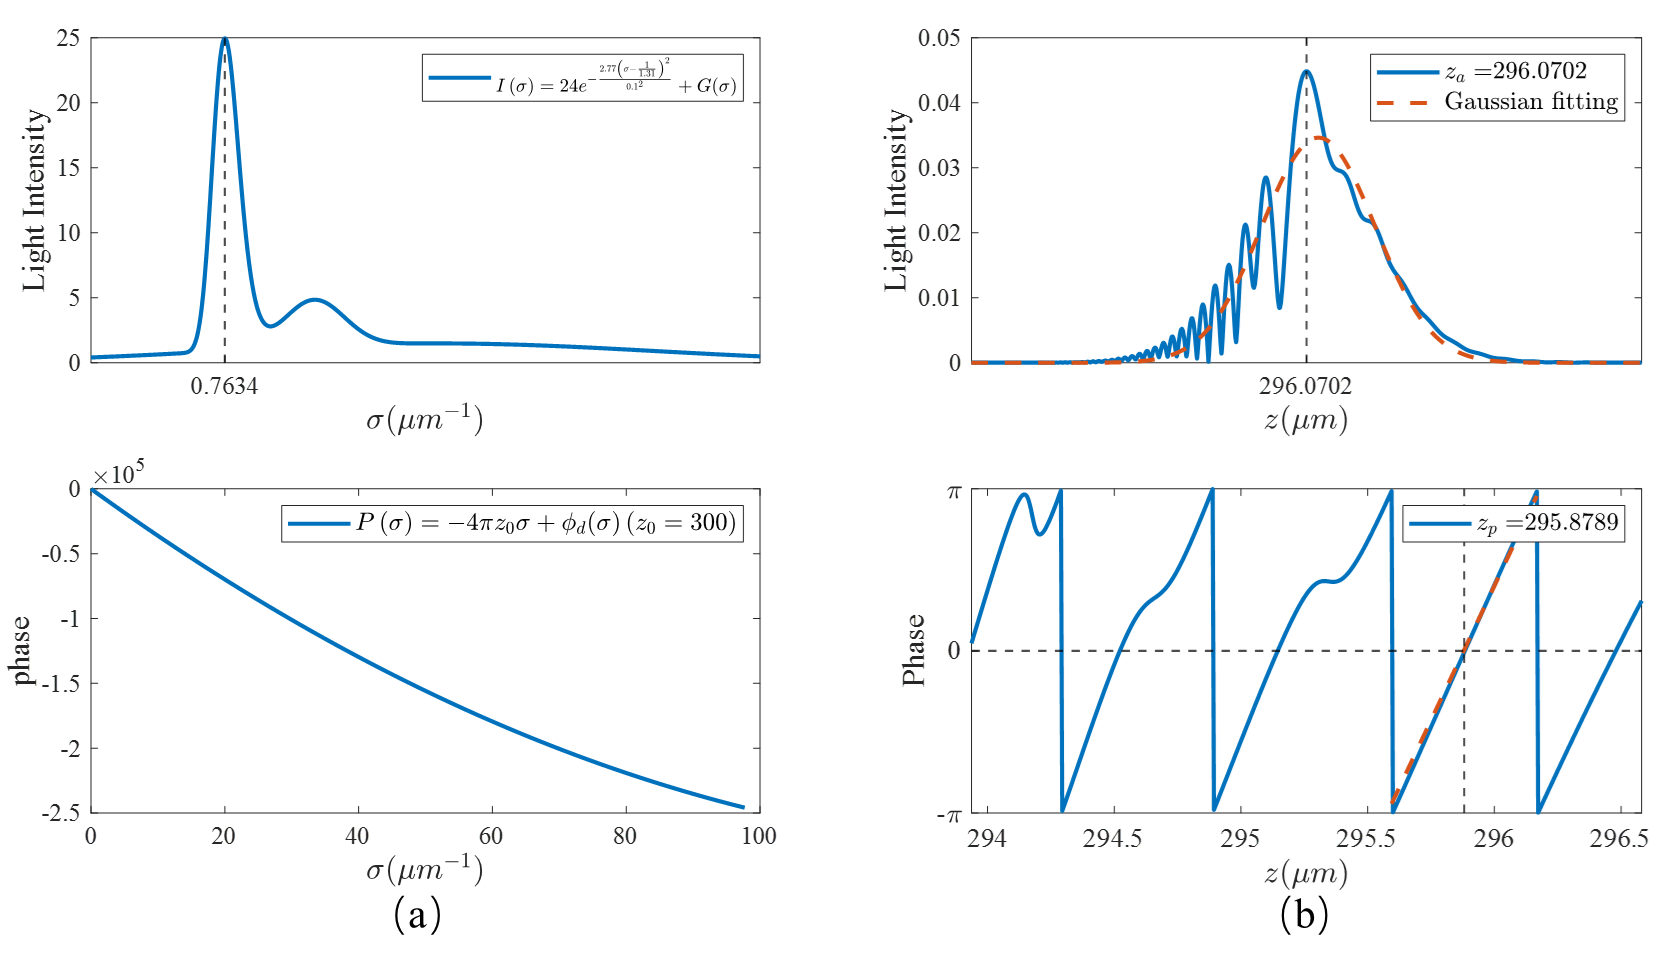 25
20
15
10
5
0
Light Intensity
I (σ) = 24e^{-\frac{2.77(σ-\frac{1}{1.31})^2}{0.1^2}} + G(σ)
0.7634
σ(μm⁻¹)
0.05
0.04
0.03
0.02
0.01
0
Light Intensity
z_a =296.0702
Gaussian fitting
296.0702
z(μm)
×10⁵
0
-0.5
-1
-1.5
-2
-2.5
phase
P (σ) = −4πz₀σ + ϕ_d(σ) (z₀ = 300)
0 20 40 60 80 100
σ(μm⁻¹)
(a)
π
0
-π
Phase
z_p =295.8789
294 294.5 295 295.5 296 296.5
z(μm)
(b)